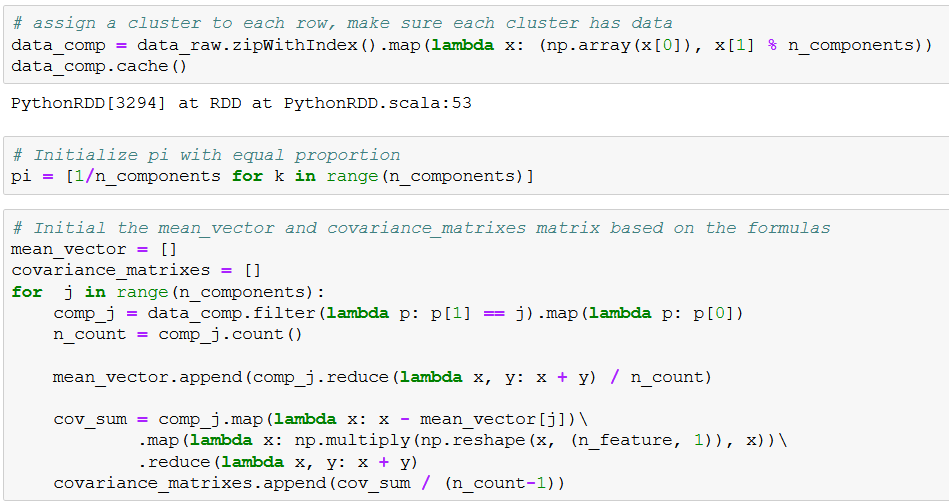 # assign a cluster to each row, make sure each cluster has data
data_comp = data_raw.zipWithIndex().map(lambda x: (np.array(x[0]), x[1] % n_components))
data_comp.cache()
PythonRDD[3294] at RDD at PythonRDD.scala:53
# Initialize pi with equal proportion
pi = [1/n_components for k in range(n_components)]
# Initial the mean_vector and covariance_matrixes matrix based on the formulas
mean_vector = []
covariance_matrixes = []
for  j in range(n_components):
    comp_j = data_comp.filter(lambda p: p[1] == j).map(lambda p: p[0])
    n_count = comp_j.count()
    mean_vector.append(comp_j.reduce(lambda x, y: x + y) / n_count)
    cov_sum = comp_j.map(lambda x: x - mean_vector[j])\
            .map(lambda x: np.multiply(np.reshape(x, (n_feature, 1)), x))\
            .reduce(lambda x, y: x + y)
    covariance_matrixes.append(cov_sum / (n_count-1))